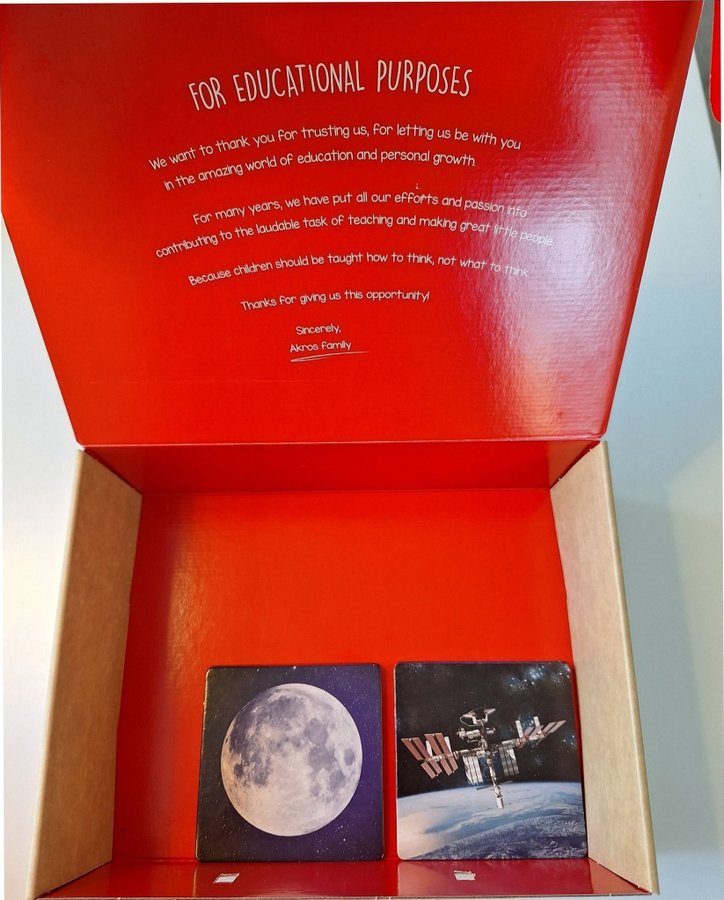 FOR EDUCATIONAL PURPOSES
We want to thank you for trusting us, for letting us be with you
in the amazing world of education and personal growth.
For many years, we have put all our efforts and passion into
contributing to the laudable task of teaching and making great little people
Because children should be taught how to think, not what to think
Thanks for giving us this opportunity!
Sincerely,
Akros family